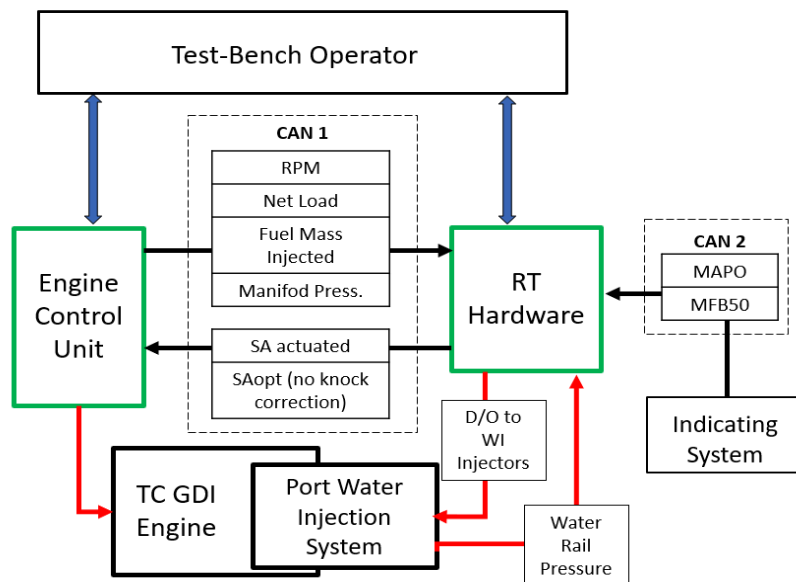 Test-Bench Operator
CAN 1
RPM
Net Load
Fuel Mass
Injected
Manifod Press.
SA actuated
SAopt (no knock
correction)
Engine
Control
Unit
RT
Hardware
CAN 2
MAPO
MFB50
Indicating
System
D/O to
WI
Injectors
TC GDI
Engine
Port Water
Injection
System
Water
Rail
Pressure